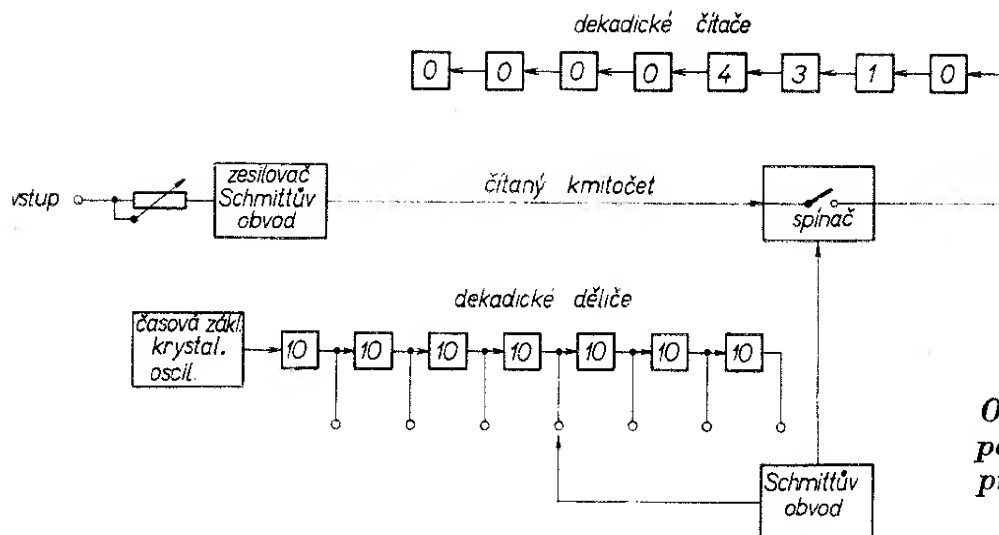 dekadické čítače
0 0 0 0 4 3 1 0
vstup
zesilovač
Schmittův
obvod
čítaný kmitočet
spínač
dekadické děliče
časová zákl.
krystal.
oscil.
10 10 10 10 10 10 10
Schmittův
obvod